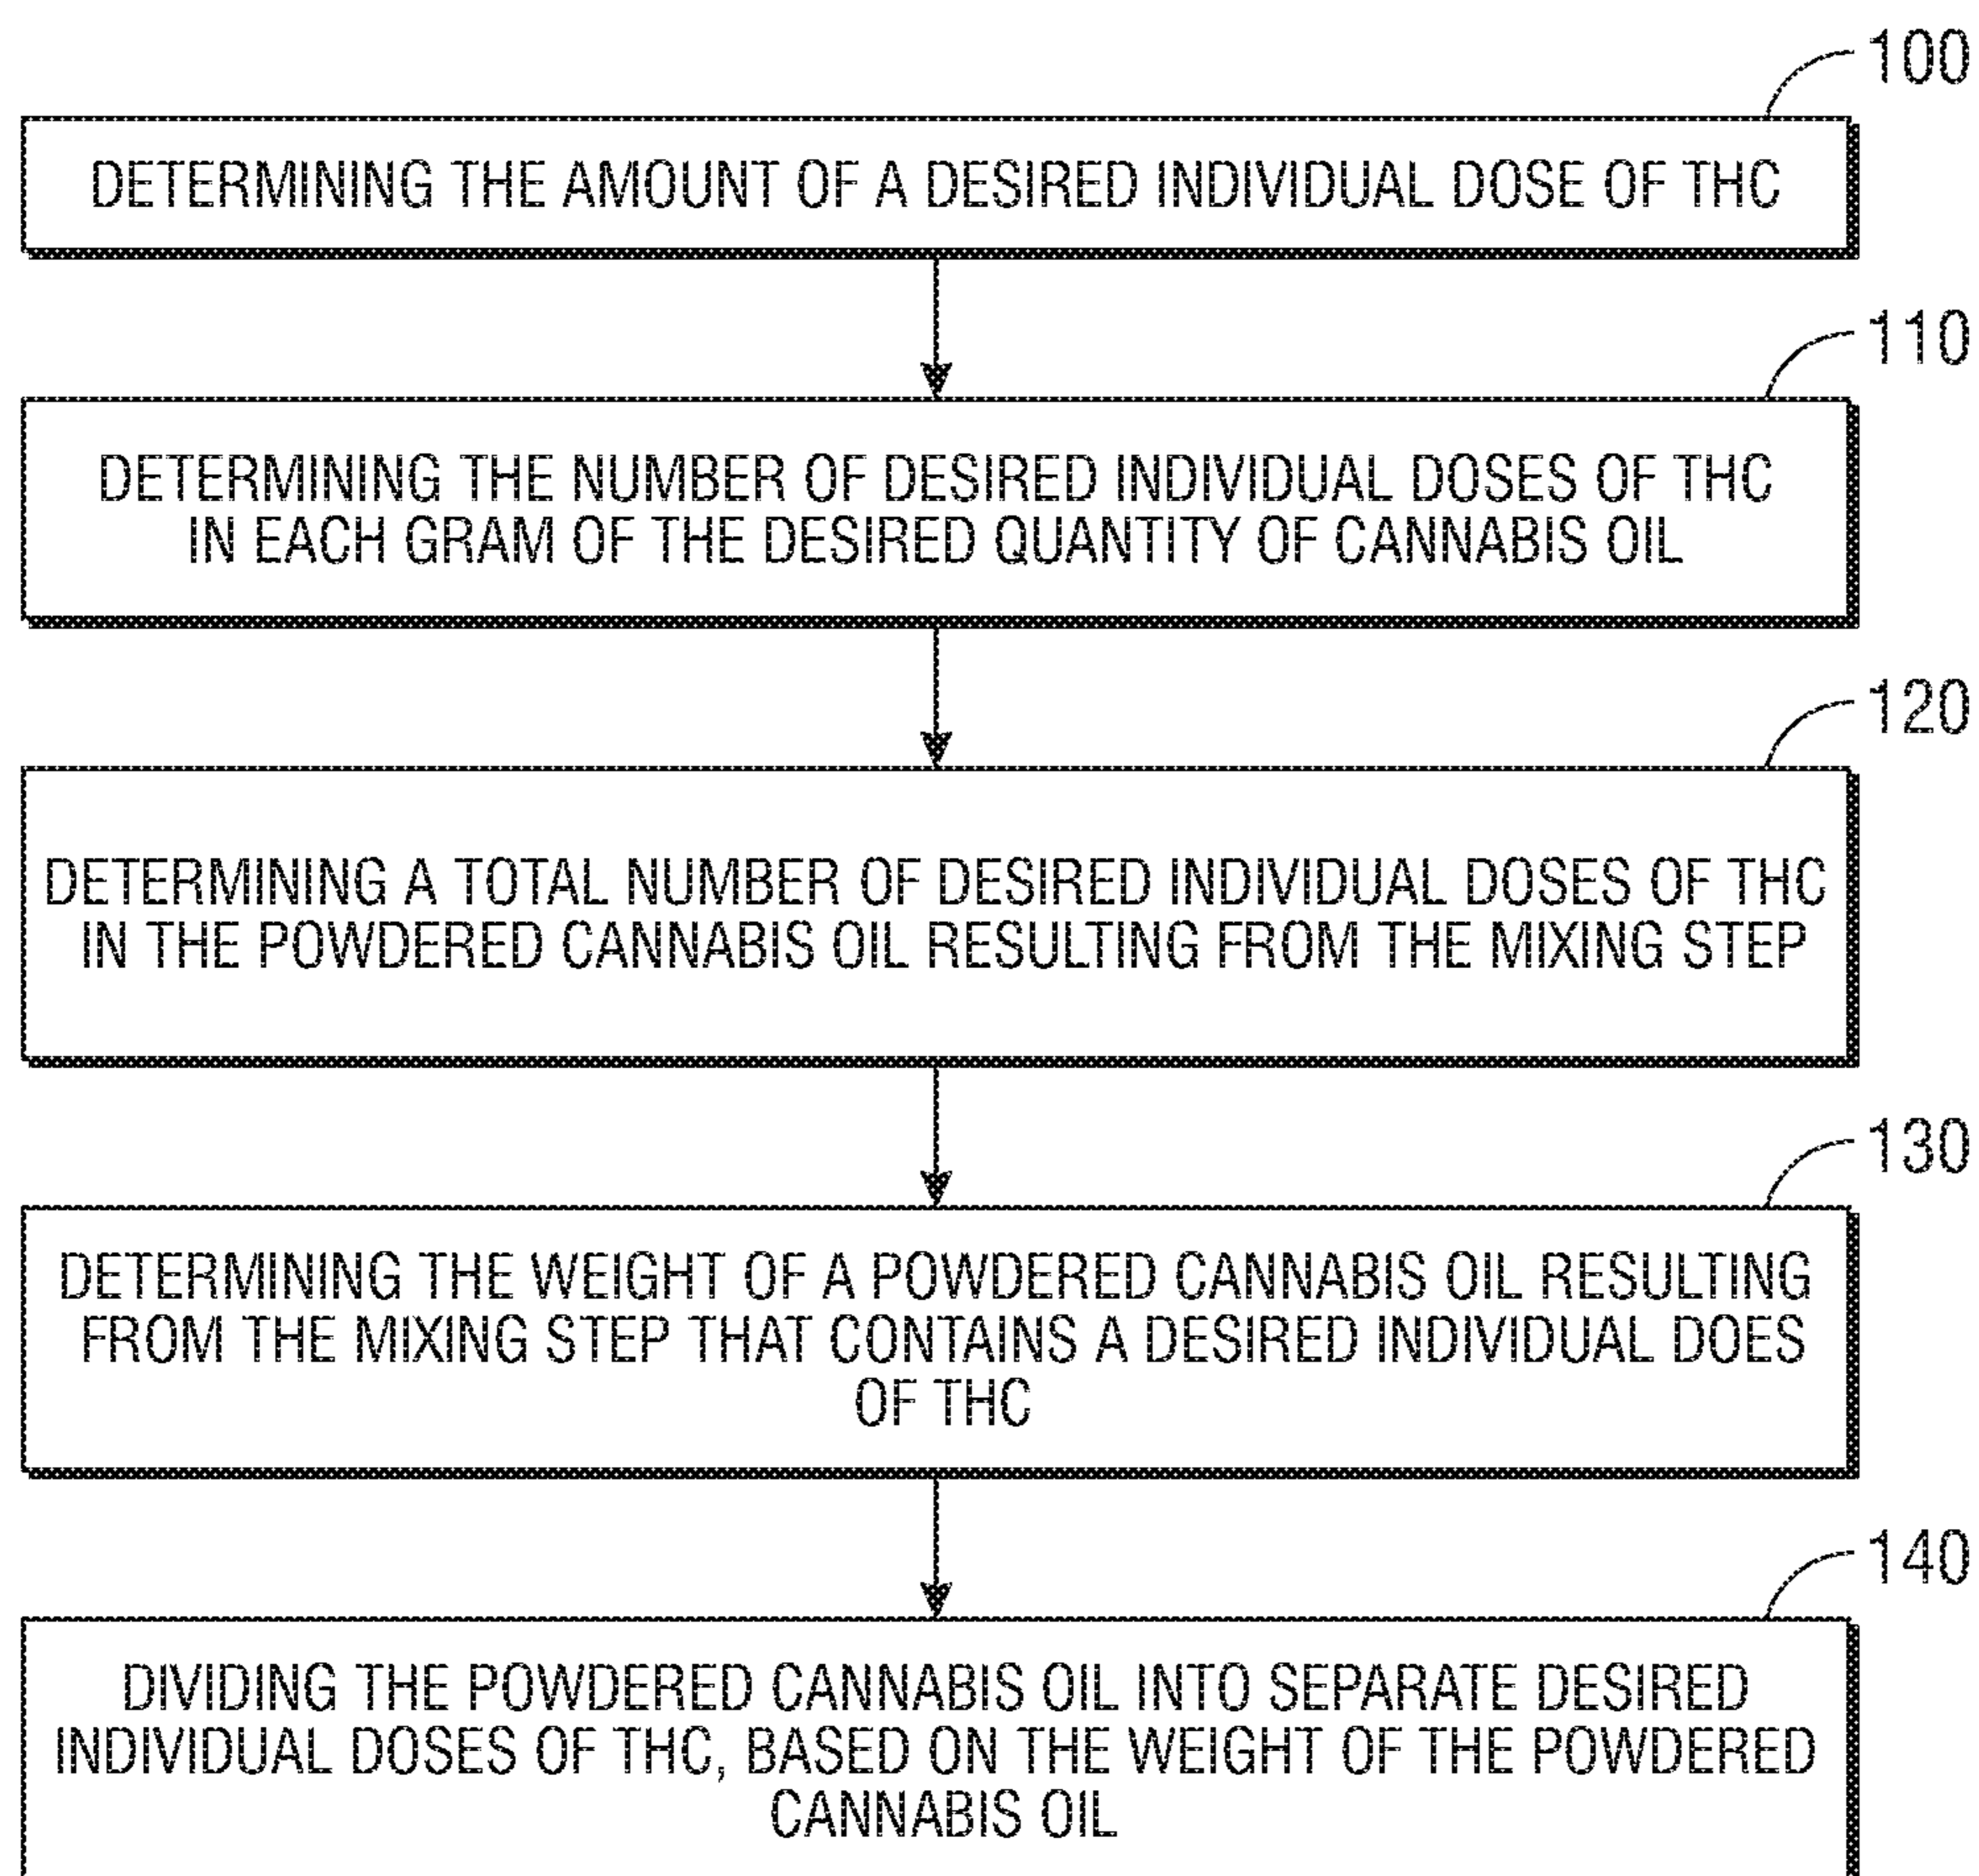 100
DETERMINING THE AMOUNT OF A DESIRED INDIVIDUAL DOSE OF THC
110
DETERMINING THE NUMBER OF DESIRED INDIVIDUAL DOSES OF THC
IN EACH GRAM OF THE DESIRED QUANTITY OF CANNABIS OIL
120
DETERMINING A TOTAL NUMBER OF DESIRED INDIVIDUAL DOSES OF THC
IN THE POWDERED CANNABIS OIL RESULTING FROM THE MIXING STEP
130
DETERMINING THE WEIGHT OF A POWDERED CANNABIS OIL RESULTING
FROM THE MIXING STEP THAT CONTAINS A DESIRED INDIVIDUAL DOES
OF THC
140
DIVIDING THE POWDERED CANNABIS OIL INTO SEPARATE DESIRED
INDIVIDUAL DOSES OF THC, BASED ON THE WEIGHT OF THE POWDERED
CANNABIS OIL